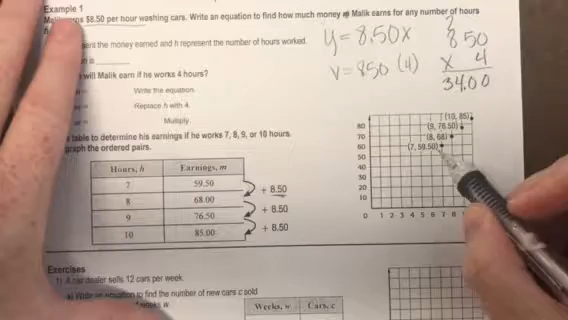 Example 1
$8.50 per hour washing cars. Write an equation to find how much money Malik earns for any number of hours
the money earned and h represent the number of hours worked.
will Malik earn if he works 4 hours?
Write the equation.
Replace h with 4.
Multiply.
table to determine his earnings if he works 7, 8, 9, or 10 hours.
graph the ordered pairs.
y = 8.50x
850 (4)
2
8 50
x 4
34.00
Hours, h Earnings, m
7 59.50
8 68.00
9 76.50
10 85.00
+ 8.50
+ 8.50
+ 8.50
(10, 85)
(9, 76.50)
(8, 68)
(7, 59.50)
80
70
60
50
40
30
20
10
0 1 2 3 4 5 6 7 8
Exercises
1) A car dealer sells 12 cars per week.
a) Write an equation to find the number of new cars c sold
weeks w
Weeks, w Cars, c